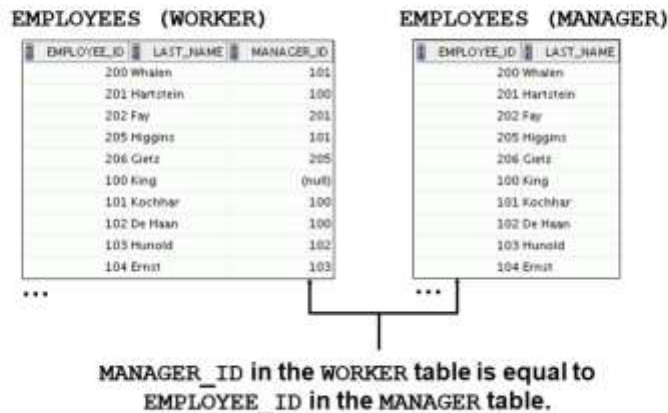 EMPLOYEES (WORKER)
EMPLOYEE_ID LAST_NAME MANAGER_ID
200 Whalen 101
201 Hartstein 100
202 Fay 201
205 Higgins 101
206 Gietz 205
100 King (null)
101 Kochhar 100
102 De Haan 100
103 Hunold 102
104 Ernst 103
...
EMPLOYEES (MANAGER)
EMPLOYEE_ID LAST_NAME
200 Whalen
201 Hartstein
202 Fay
205 Higgins
206 Gietz
100 King
101 Kochhar
102 De Haan
103 Hunold
104 Ernst
...
MANAGER_ID in the WORKER table is equal to
EMPLOYEE_ID in the MANAGER table.